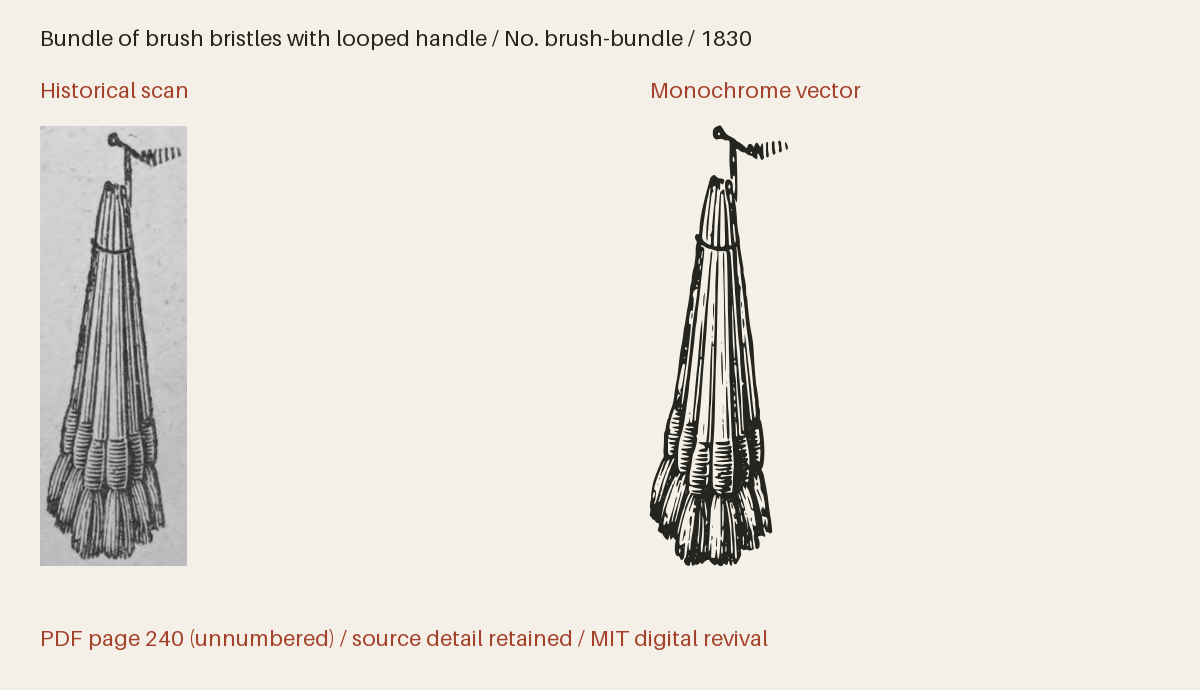 Bundle of brush bristles with looped handle / No. brush-bundle / 1830
Historical scan
Monochrome vector
PDF page 240 (unnumbered) / source detail retained / MIT digital revival